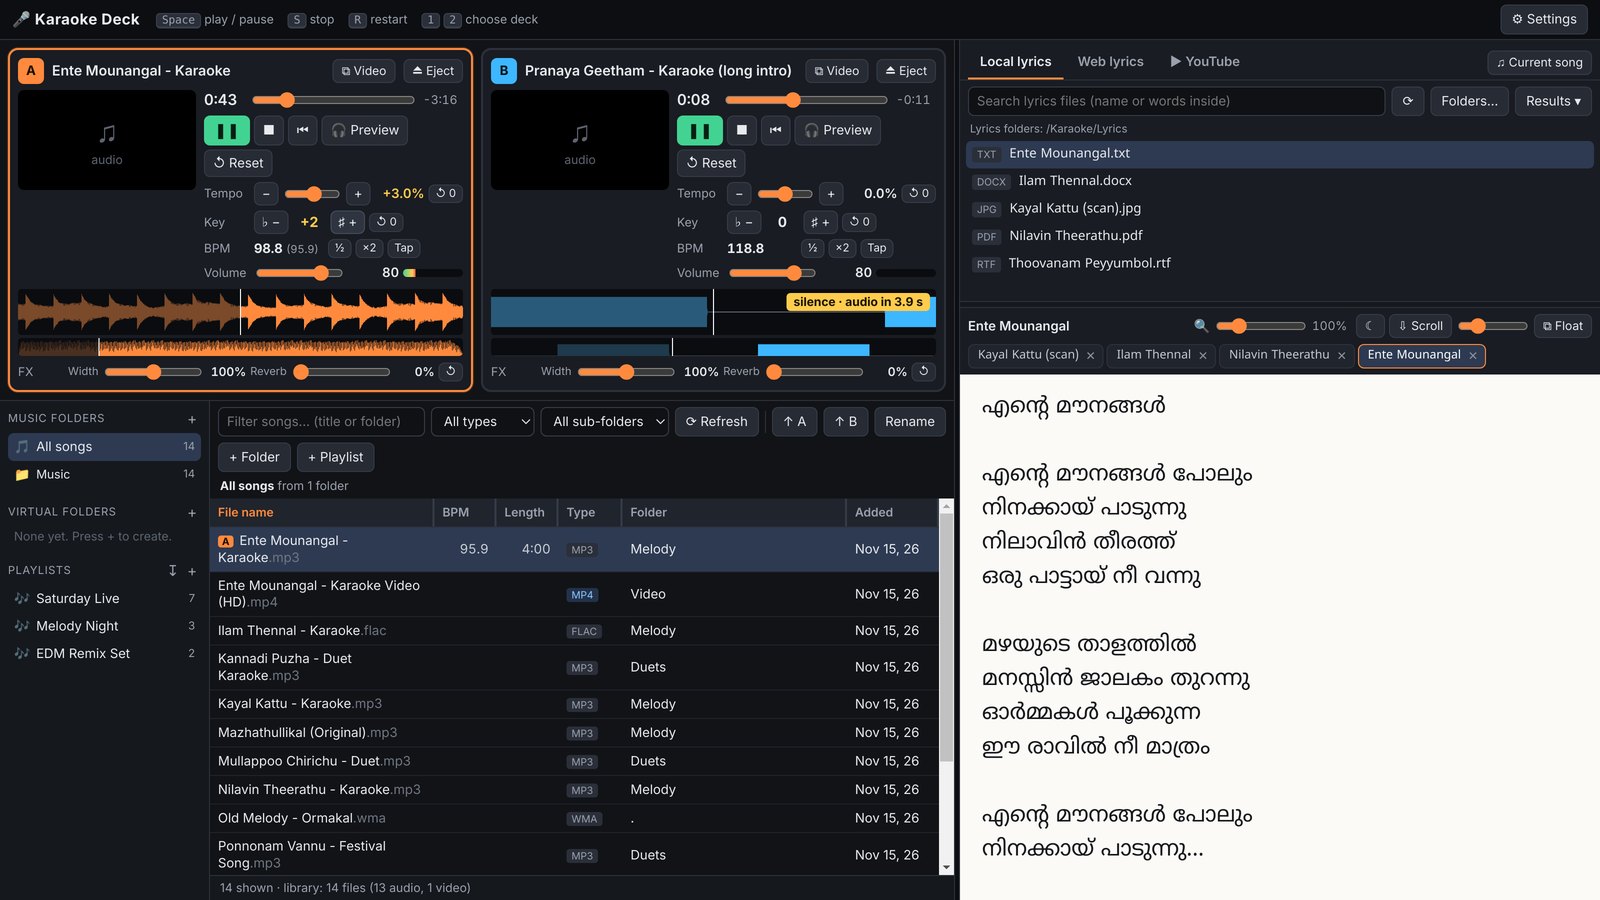 🎤 Karaoke Deck Space play / pause S stop R restart 1 2 choose deck ⚙ Settings
A Ente Mounangal - Karaoke ⧉ Video ⏏ Eject
♫
audio
0:43 -3:16
❚❚ ■ ⏮ 🎧 Preview
↺ Reset
Tempo − + +3.0% ↺ 0
Key ♭ − +2 ♯ + ↺ 0
BPM 98.8 (95.9) ½ ×2 Tap
Volume 80
FX Width 100% Reverb 0% ↺
B Pranaya Geetham - Karaoke (long intro) ⧉ Video ⏏ Eject
♫
audio
0:08 -0:11
❚❚ ■ ⏮ 🎧 Preview
↺ Reset
Tempo − + 0.0% ↺ 0
Key ♭ − 0 ♯ + ↺ 0
BPM 118.8 ½ ×2 Tap
Volume 80
silence · audio in 3.9 s
FX Width 100% Reverb 0% ↺
MUSIC FOLDERS +
🎵 All songs 14
📁 Music 14
VIRTUAL FOLDERS +
None yet. Press + to create.
PLAYLISTS ↧ +
🎶 Saturday Live 7
🎶 Melody Night 3
🎶 EDM Remix Set 2
Filter songs... (title or folder) All types All sub-folders ⟳ Refresh ↑ A ↑ B Rename
+ Folder + Playlist
All songs from 1 folder
File name BPM Length Type Folder Added
A Ente Mounangal -
Karaoke.mp3 95.9 4:00 MP3 Melody Nov 15, 26
Ente Mounangal - Karaoke Video
(HD).mp4 MP4 Video Nov 15, 26
Ilam Thennal - Karaoke.flac FLAC Melody Nov 15, 26
Kannadi Puzha - Duet
Karaoke.mp3 MP3 Duets Nov 15, 26
Kayal Kattu - Karaoke.mp3 MP3 Melody Nov 15, 26
Mazhathullikal (Original).mp3 MP3 Melody Nov 15, 26
Mullappoo Chirichu - Duet.mp3 MP3 Duets Nov 15, 26
Nilavin Theerathu - Karaoke.mp3 MP3 Melody Nov 15, 26
Old Melody - Ormakal.wma WMA . Nov 15, 26
Ponnonam Vannu - Festival
Song.mp3 MP3 Duets Nov 15, 26
14 shown · library: 14 files (13 audio, 1 video)
Local lyrics Web lyrics ▶ YouTube ♫ Current song
Search lyrics files (name or words inside) ⟳ Folders... Results ▾
Lyrics folders: /Karaoke/Lyrics
TXT Ente Mounangal.txt
DOCX Ilam Thennal.docx
JPG Kayal Kattu (scan).jpg
PDF Nilavin Theerathu.pdf
RTF Thoovanam Peyyumbol.rtf
Ente Mounangal 🔍 100% ☾ ⇩ Scroll ⧉ Float
Kayal Kattu (scan) × Ilam Thennal × Nilavin Theerathu × Ente Mounangal ×
എന്റെ മൗനങ്ങൾ
എന്റെ മൗനങ്ങൾ പോലും
നിനക്കായ് പാടുന്നു
നിലാവിൻ തീരത്ത്
ഒരു പാട്ടായ് നീ വന്നു
മഴയുടെ താളത്തിൽ
മനസ്സിൻ ജാലകം തുറന്നു
ഓർമ്മകൾ പൂക്കുന്ന
ഈ രാവിൽ നീ മാത്രം
എന്റെ മൗനങ്ങൾ പോലും
നിനക്കായ് പാടുന്നു...